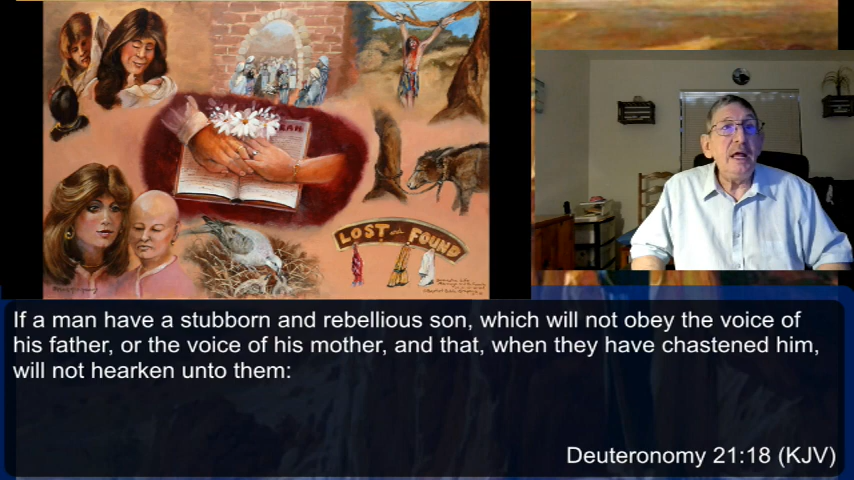 LOST and FOUND
If a man have a stubborn and rebellious son, which will not obey the voice of
his father, or the voice of his mother, and that, when they have chastened him,
will not hearken unto them:
Deuteronomy 21:18 (KJV)